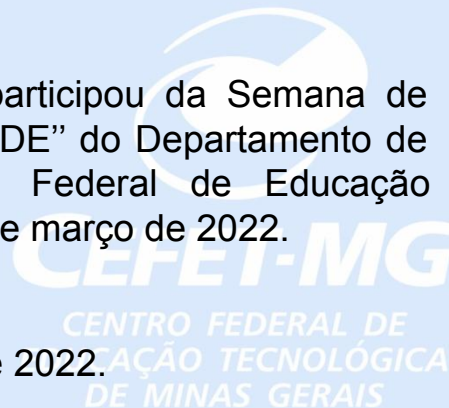 participou da Semana de
DE’’ do Departamento de
Federal de Educação
e março de 2022.
CEFET-MG
CENTRO FEDERAL DE
EDUCAÇÃO TECNOLÓGICA
e 2022.
DE MINAS GERAIS